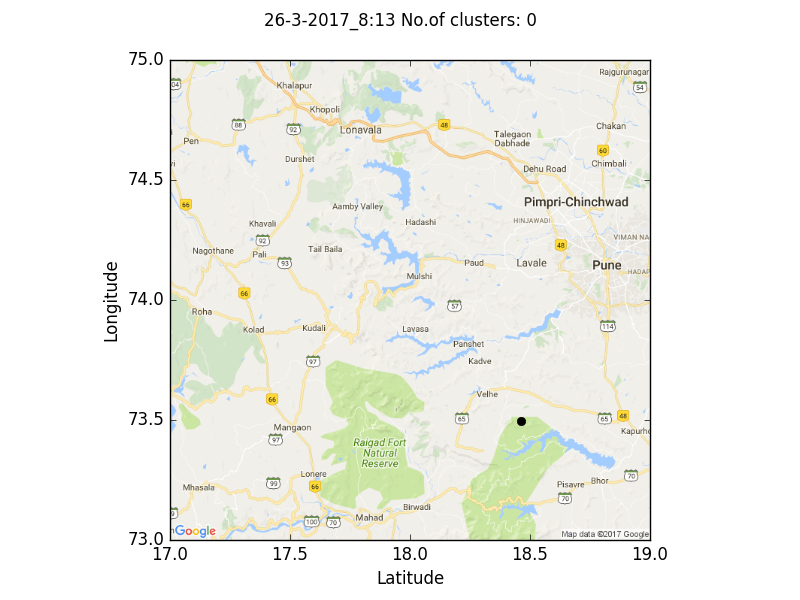 26-3-2017_8:13 No.of clusters: 0
75.0
Rajgurunagar
04
Khalapur
54
Khopoli
88
92
Lonavala
48
Talegaon
Dabhade
Chakan
Pen
60
Durshet
Chimbali
Dehu Road
74.5
66
Aamby Valley
Pimpri-Chinchwad
Khavali
Hadashi
HINJAWADI
92
48
VIMAN NA
Nagothane
Pali
Tail Baila
93
Paud
Lavale
Pune
HADAP
Mulshi
66
74.0
57
Roha
Kolad
Kudali
Lavasa
114
Panshet
97
Kadve
Longitude
66
Velhe
73.5
65
65
48
Mangaon
97
Kapurho
Raigad Fort
Natural
Reserve
Lonere
99
66
Mhasala
Pisavre
Bhor
70
70
Birwadi
100
70
Mahad
Google
Map data ©2017 Google
73.0
17.0
17.5
18.0
18.5
19.0
Latitude